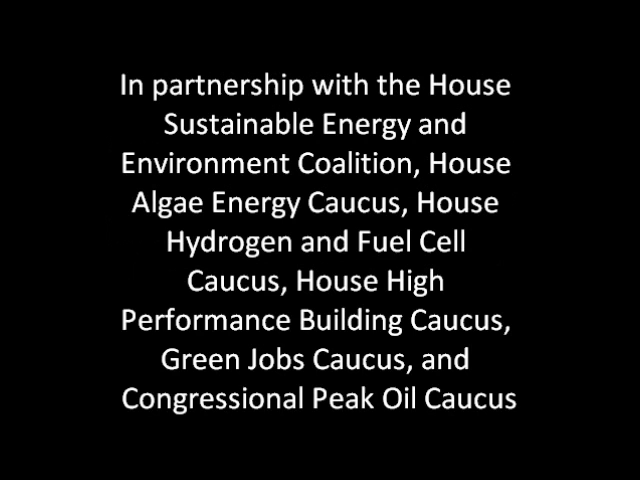 In partnership with the House
Sustainable Energy and
Environment Coalition, House
Algae Energy Caucus, House
Hydrogen and Fuel Cell
Caucus, House High
Performance Building Caucus,
Green Jobs Caucus, and
Congressional Peak Oil Caucus